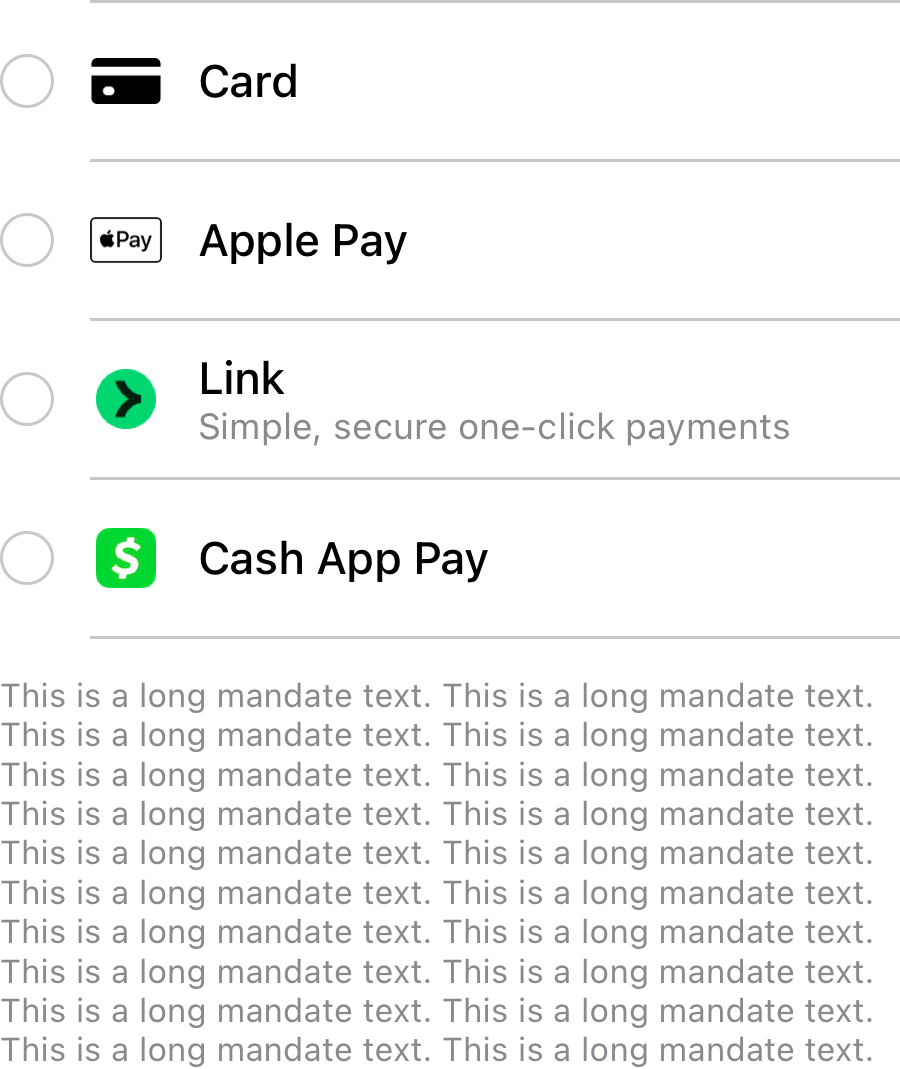 Card
Pay
Apple Pay
Link
Simple, secure one-click payments
$
Cash App Pay
This is a long mandate text. This is a long mandate text.
This is a long mandate text. This is a long mandate text.
This is a long mandate text. This is a long mandate text.
This is a long mandate text. This is a long mandate text.
This is a long mandate text. This is a long mandate text.
This is a long mandate text. This is a long mandate text.
This is a long mandate text. This is a long mandate text.
This is a long mandate text. This is a long mandate text.
This is a long mandate text. This is a long mandate text.
This is a long mandate text. This is a long mandate text.